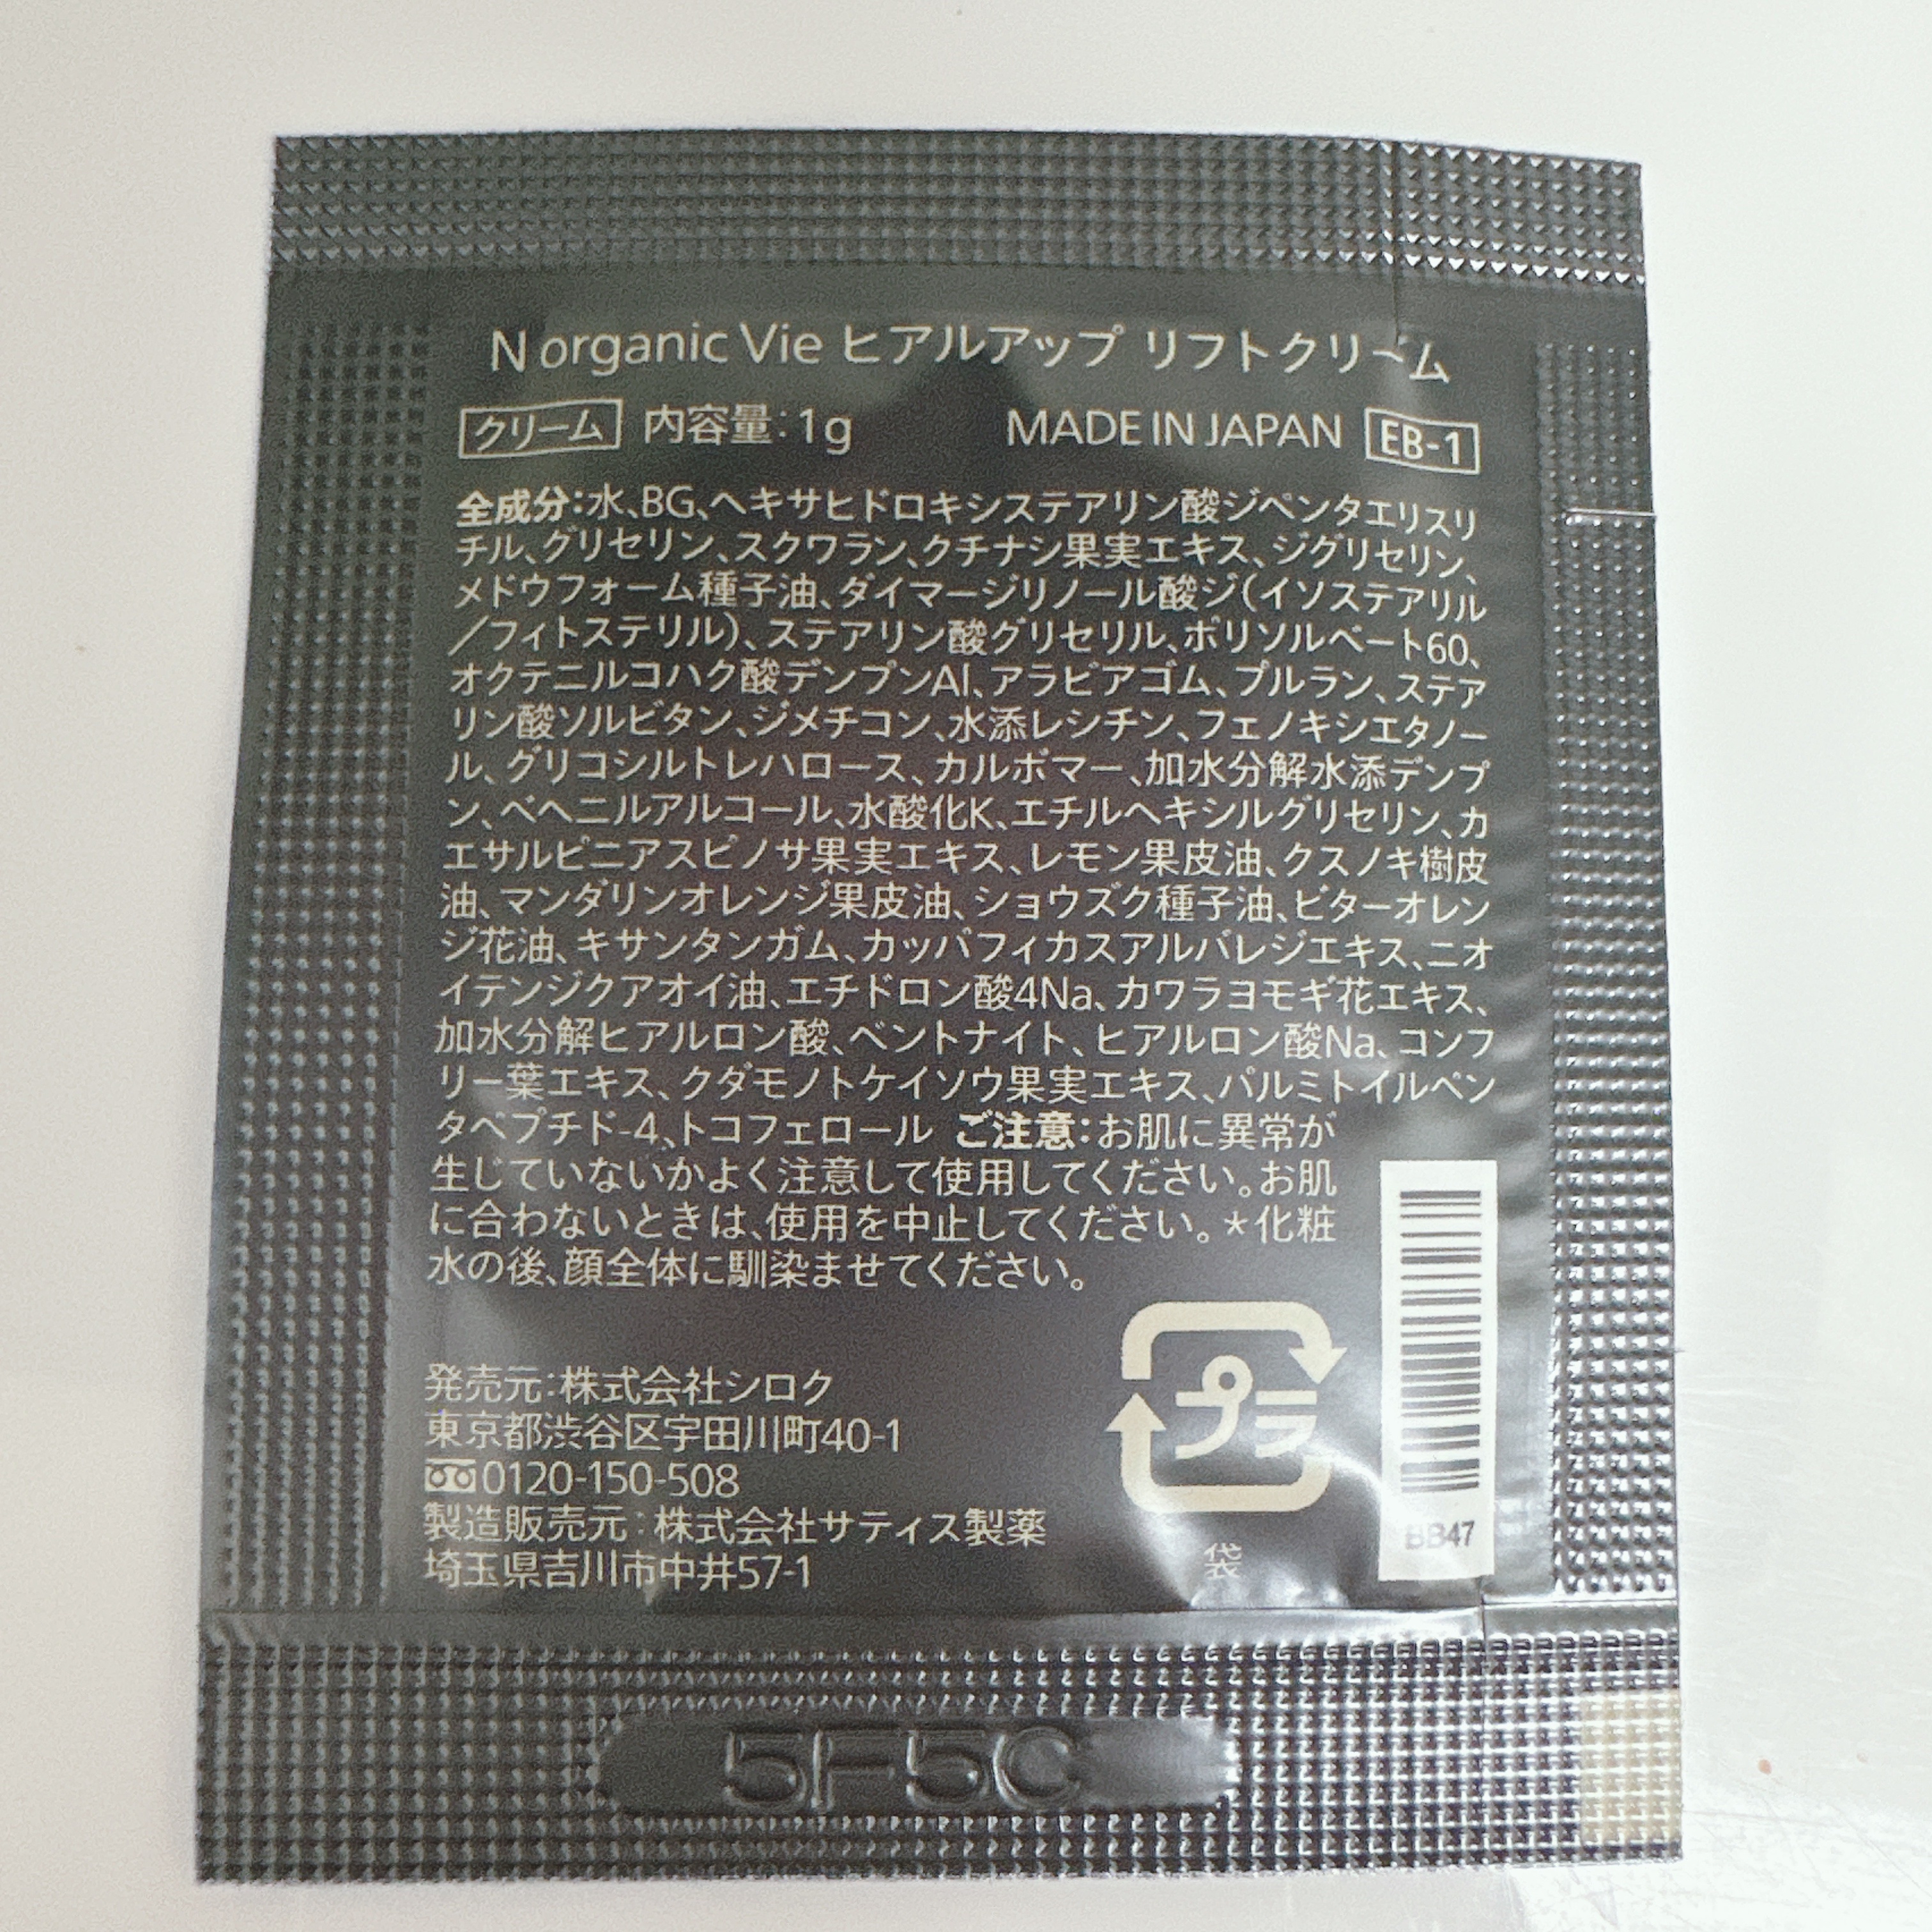 N organic Vie ヒアルアップ リフトクリーム
クリーム 内容量:1g MADE IN JAPAN EB-1
全成分:水、BG、ヘキサヒドロキシステアリン酸ジペンタエリスリ
チル、グリセリン、スクワラン、クチナシ果実エキス、ジグリセリン、
メドウフォーム種子油、ダイマージリノール酸ジ(イソステアリル
/フィトステリル)、ステアリン酸グリセリル、ポリソルベート60、
オクテニルコハク酸デンプンAl、アラビアゴム、プルラン、ステア
リン酸ソルビタン、ジメチコン、水添レシチン、フェノキシエタノー
ル、グリコシルトレハロース、カルボマー、加水分解水添デンプ
ン、ベヘニルアルコール、水酸化K、エチルヘキシルグリセリン、カ
エサルピニアスピノサ果実エキス、レモン果皮油、クスノキ樹皮
油、マンダリンオレンジ果皮油、ショウズク種子油、ビターオレン
ジ花油、キサンタンガム、カッパフィカスアルバレジエキス、ニオ
イテンジクアオイ油、エチドロン酸4Na、カワラヨモギ花エキス、
加水分解ヒアルロン酸、ベントナイト、ヒアルロン酸Na、コンフ
リー葉エキス、クダモノトケイソウ果実エキス、パルミトイルペン
タペプチド-4、トコフェロール ご注意:お肌に異常が
生じていないかよく注意して使用してください。お肌
に合わないときは、使用を中止してください。*化粧
水の後、顔全体に馴染ませてください。
発売元:株式会社シロク
東京都渋谷区宇田川町40-1
0120-150-508
製造販売元:株式会社サティス製薬
埼玉県吉川市中井57-1
プラ
袋
BB47
5F5C